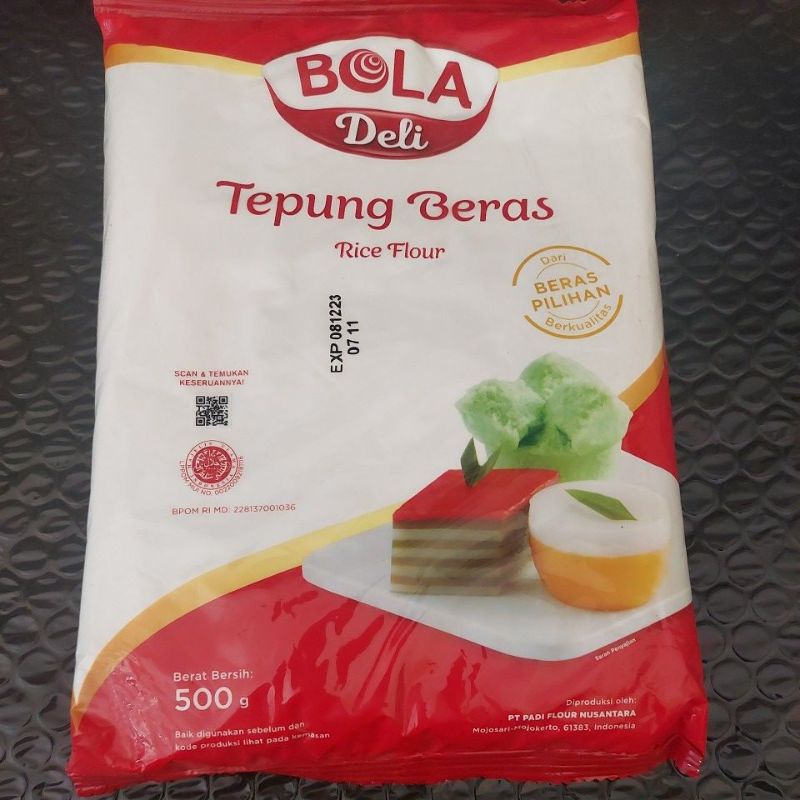 BOLA
Deli
Tepung Beras
Rice Flour
Dari
BERAS
PILIHAN
Berkualitas
EXP 081223
07 11
SCAN & TEMUKAN
KESERUANNYA!
BPOM RI MD: 228137001036
Saran Penyajian
Berat Bersih:
500 g
Baik digunakan sebelum dan
kode produksi lihat pada kemasan
Diproduksi oleh:
PT PADI FLOUR NUSANTARA
Mojosari-Mojokerto, 61383, Indonesia